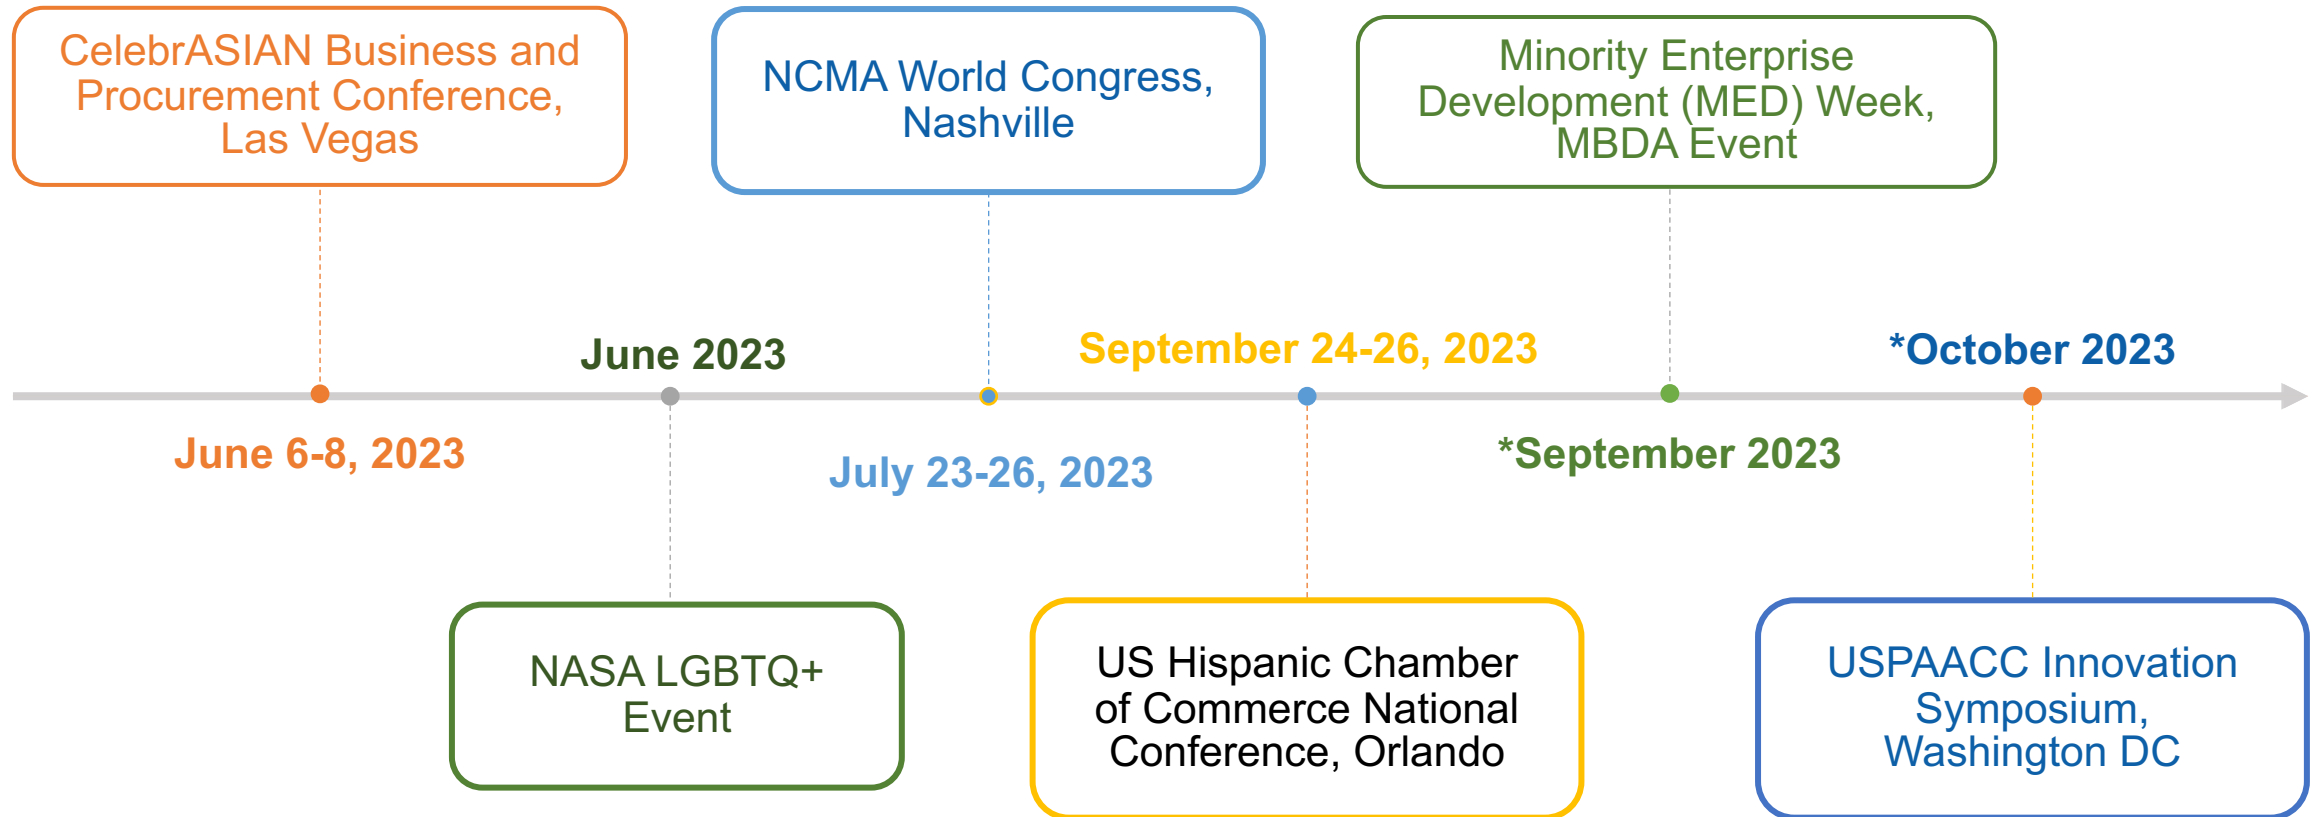 CelebrASIAN Business and
Procurement Conference,
Las Vegas
NCMA World Congress,
Nashville
Minority Enterprise
Development (MED) Week,
MBDA Event
June 2023
September 24-26, 2023
*October 2023
June 6-8, 2023
July 23-26, 2023
*September 2023
NASA LGBTQ+
Event
US Hispanic Chamber
of Commerce National
Conference, Orlando
USPAACC Innovation
Symposium,
Washington DC